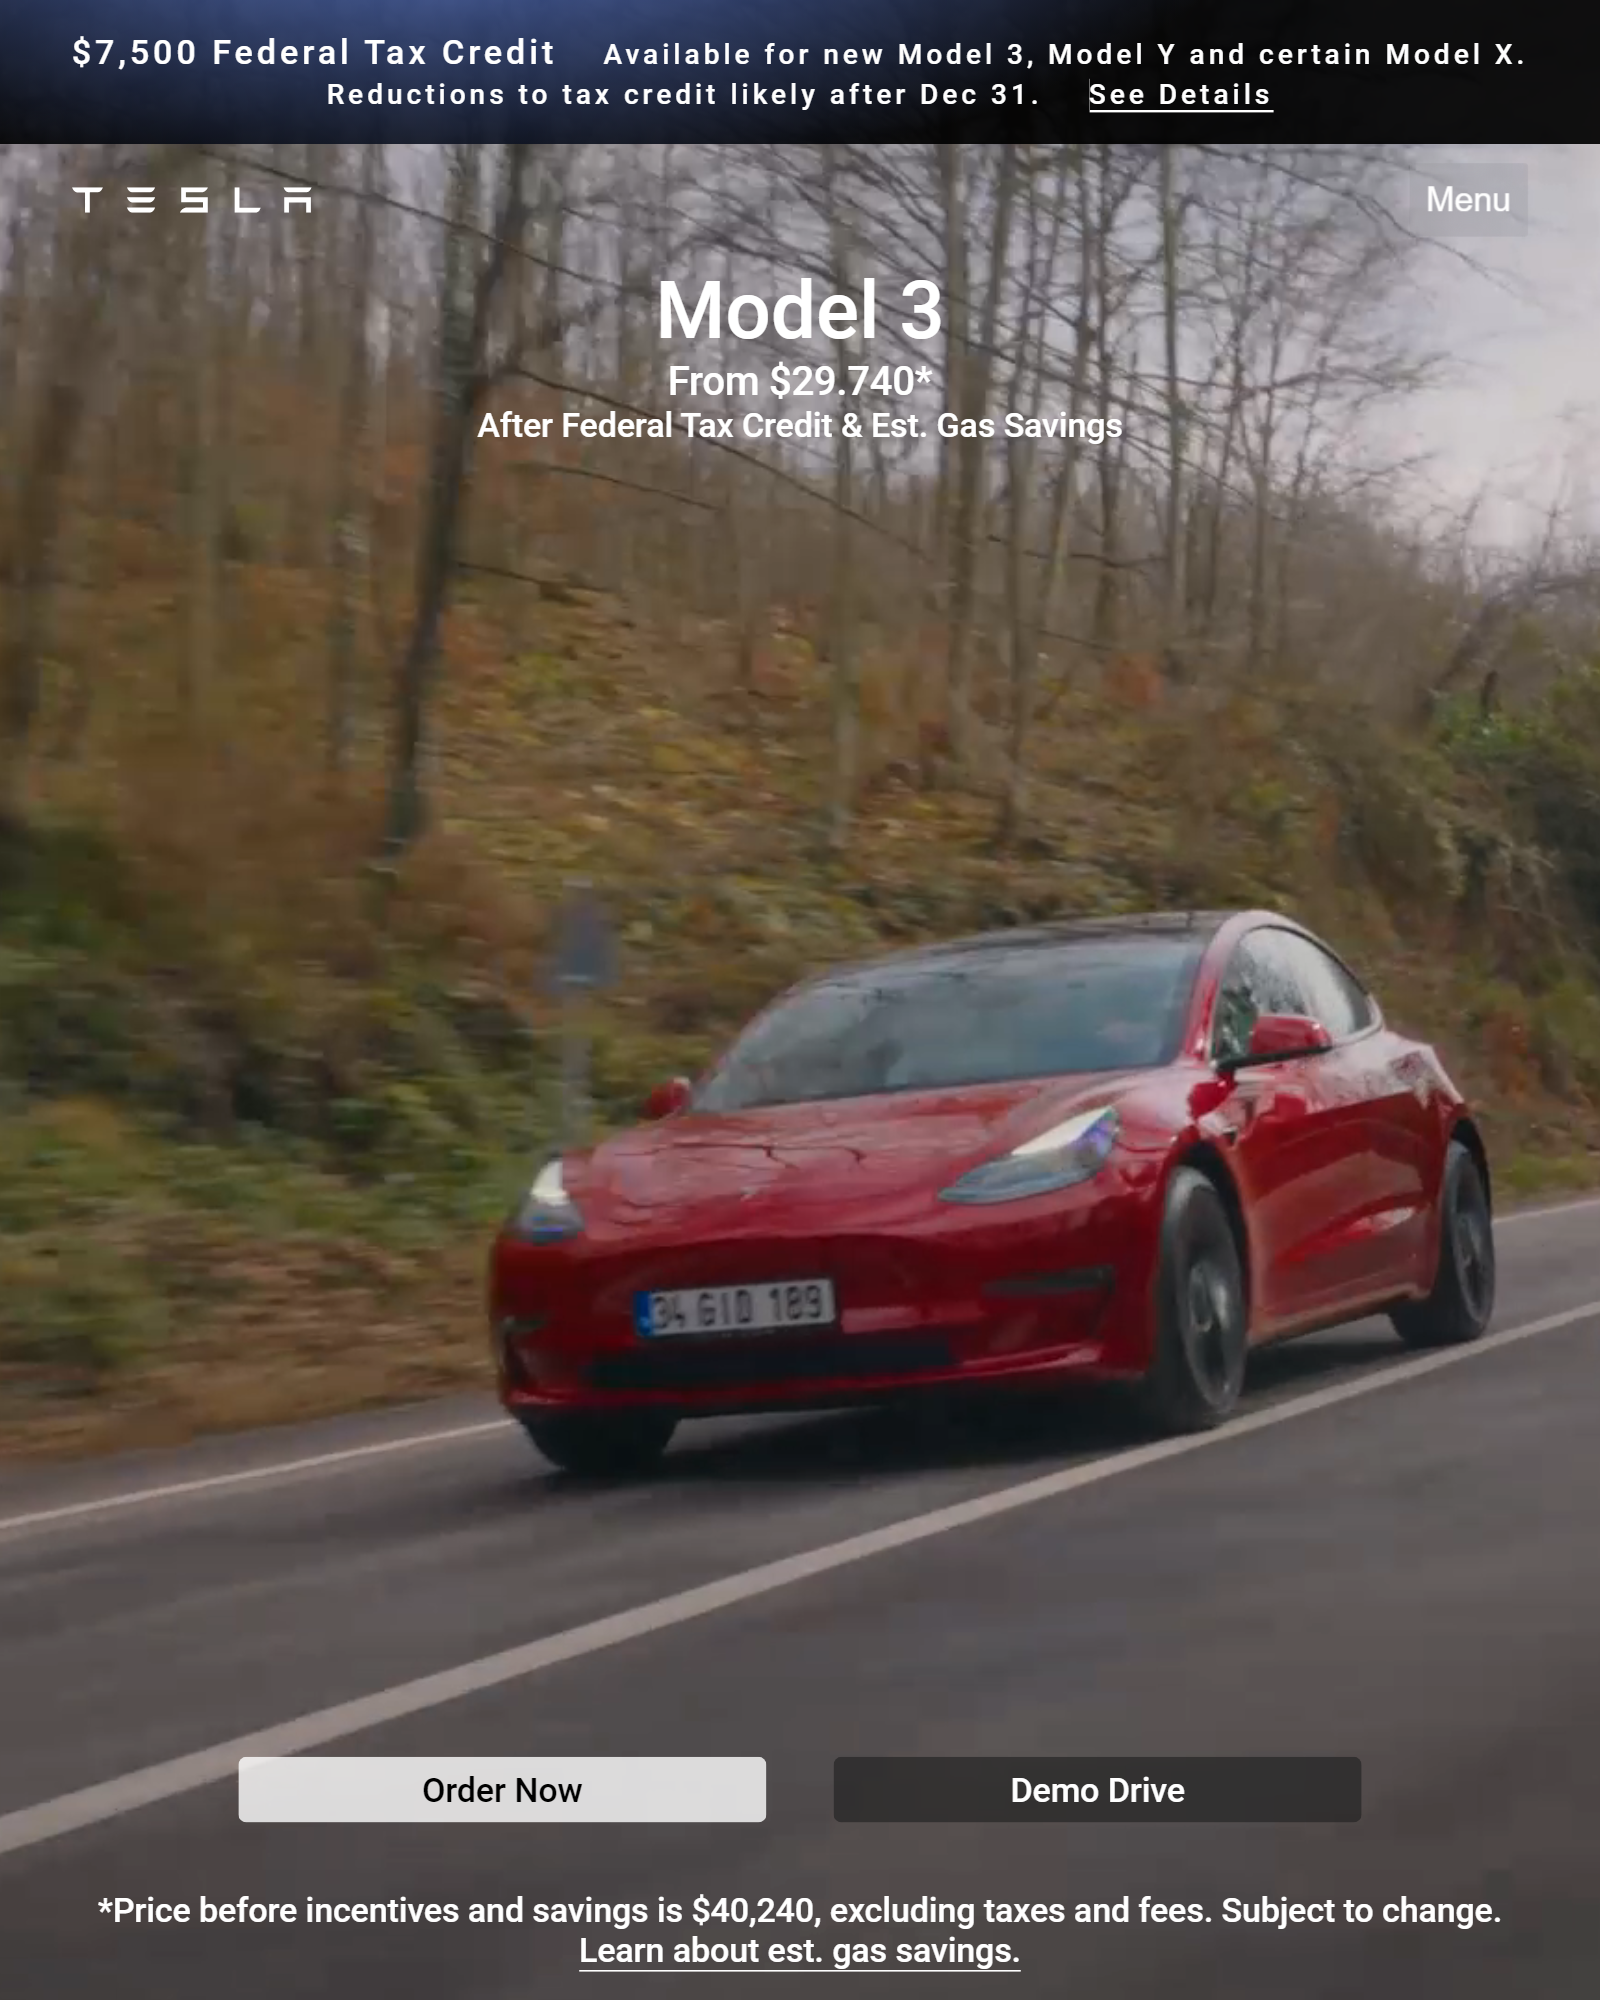 $7,500 Federal Tax Credit Available for new Model 3, Model Y and certain Model X.
Reductions to tax credit likely after Dec 31. See Details
TESLA
Menu
Model 3
From $29.740*
After Federal Tax Credit & Est. Gas Savings
34 GID 189
Order Now
Demo Drive
*Price before incentives and savings is $40,240, excluding taxes and fees. Subject to change.
Learn about est. gas savings.